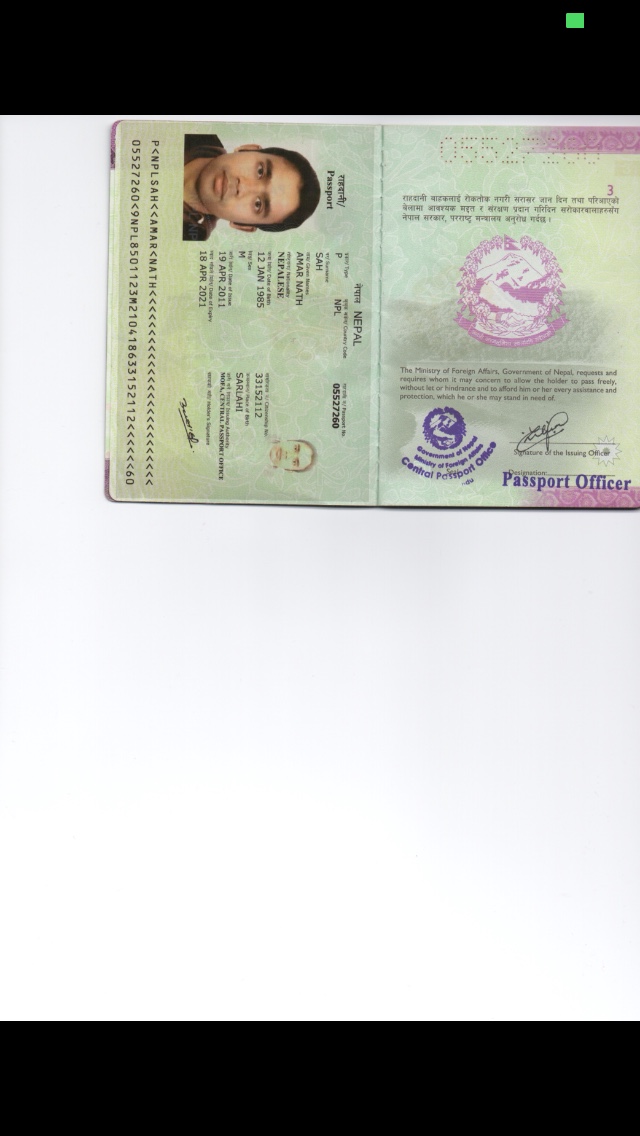 3
राहदानी वाहकलाई रोकतोक नगरी सरासर जान दिन तथा परिआएको
बेलामा आवश्यक मद्दत र संरक्षण प्रदान गरिदिन सरोकारवालाहरुसँग
नेपाल सरकार, परराष्ट्र मन्त्रालय अनुरोध गर्दछ।
The Ministry of Foreign Affairs, Government of Nepal, requests and
requires whom it may concern to allow the holder to pass freely,
without let or hindrance and to afford him or her every assistance and
protection, which he or she may stand in need of.
Government of Nepal
Ministry of Foreign Affairs
Central Passport Office
Signature of the Issuing Officer
Designation:
Passport Officer
राहदानी/
Passport
नेपाल NEPAL
Type
Country Code
Passport No.
P
NPL
05527260
Surname
SAH
Given Names
AMAR NATH
Nationality
NEPALESE
Date of Birth
Citizenship No.
12 JAN 1985
33152112
Sex
Place of Birth
M
SARLAHI
Date of Issue
Issuing Authority
19 APR 2011
MOFA, CENTRAL PASSPORT OFFICE
Date of Expiry
Holder's Signature
18 APR 2021
P<NPLSAH<<AMAR<NATH<<<<<<<<<<<<<<<<<<<<<<<<<
05527260<9NPL8501123M210418633152112<<<<<<60